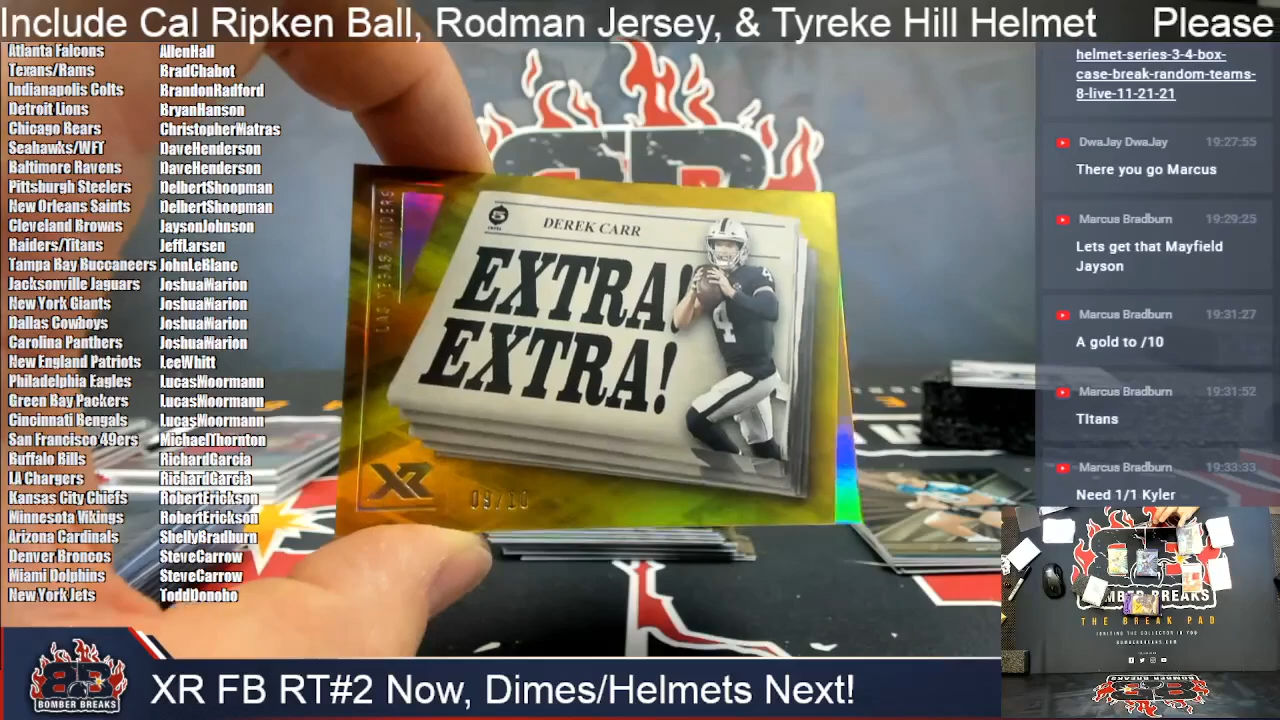 Include Cal Ripken Ball, Rodman Jersey, & Tyreke Hill Helmet Please
Atlanta Falcons AllenHall
Texans/Rams BradChabot
Indianapolis Colts BrandonRadford
Detroit Lions BryanHanson
Chicago Bears ChristopherMatras
Seahawks/WFT DaveHenderson
Baltimore Ravens DaveHenderson
Pittsburgh Steelers DelbertShoopman
New Orleans Saints DelbertShoopman
Cleveland Browns JaysonJohnson
Raiders/Titans JeffLarsen
Tampa Bay Buccaneers JohnLeBlanc
Jacksonville Jaguars JoshuaMarion
New York Giants JoshuaMarion
Dallas Cowboys JoshuaMarion
Carolina Panthers JoshuaMarion
New England Patriots LeeWhitt
Philadelphia Eagles LucasMoormann
Green Bay Packers LucasMoormann
Cincinnati Bengals LucasMoormann
San Francisco 49ers MichaelThornton
Buffalo Bills RichardGarcia
LA Chargers RichardGarcia
Kansas City Chiefs RobertErickson
Minnesota Vikings RobertErickson
Arizona Cardinals ShellyBradburn
Denver Broncos SteveCarrow
Miami Dolphins SteveCarrow
New York Jets ToddDonoho
LAS VEGAS RAIDERS
DEREK CARR
EXTRA!
EXTRA!
4
XR
09/10
helmet-series-3-4-box-
case-break-random-teams-
8-live-11-21-21
DwaJay DwaJay 19:27:55
There you go Marcus
Marcus Bradburn 19:29:25
Lets get that Mayfield
Jayson
Marcus Bradburn 19:31:27
A gold to /10
Marcus Bradburn 19:31:52
TItans
Marcus Bradburn 19:33:33
Need 1/1 Kyler
BOMBER BREAKS
THE BREAK PAD
IGNITING THE COLLECTOR IN YOU
BOMBERBREAKS.COM
BOMBER BREAKS
XR FB RT#2 Now, Dimes/Helmets Next!